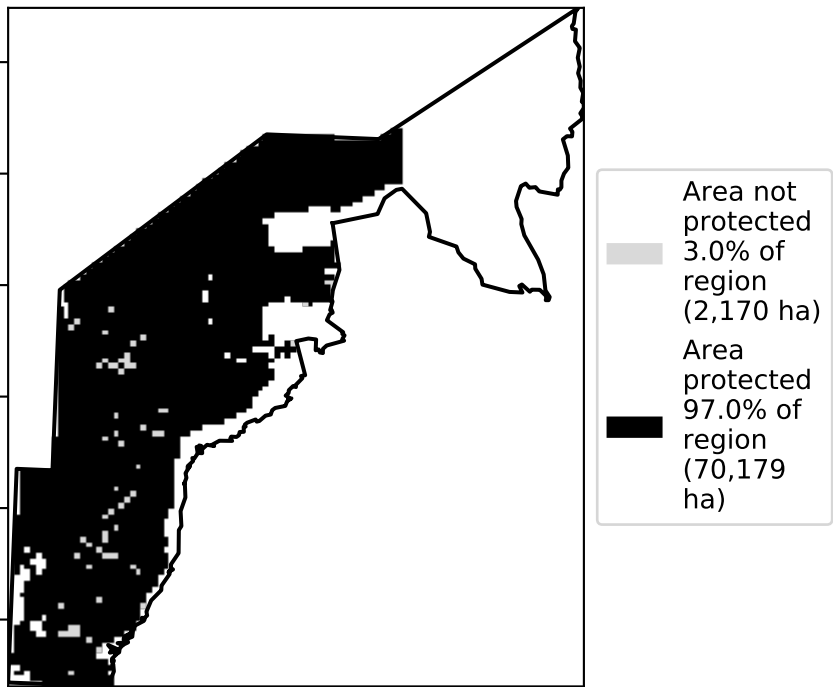 Area not
protected
3.0% of
region
(2,170 ha)
Area
protected
97.0% of
region
(70,179
ha)